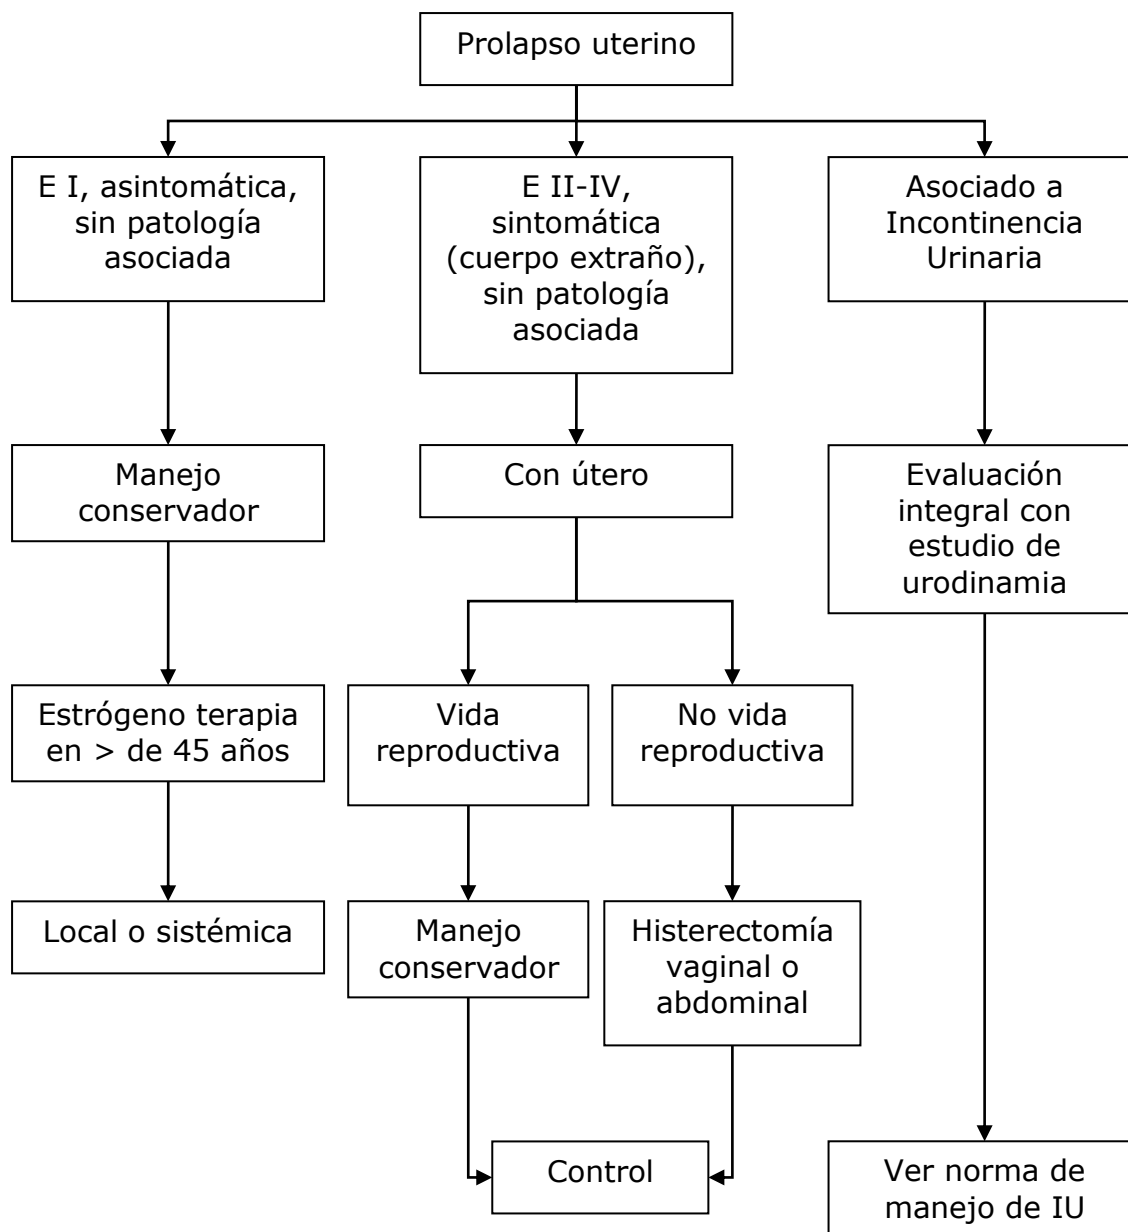 Prolapso uterino
E I, asintomática,
sin patología
asociada
E II-IV,
sintomática
(cuerpo extraño),
sin patología
asociada
Asociado a
Incontinencia
Urinaria
Manejo
conservador
Con útero
Evaluación
integral con
estudio de
urodinamia
Estrógeno terapia
en > de 45 años
Vida
reproductiva
No vida
reproductiva
Local o sistémica
Manejo
conservador
Histerectomía
vaginal o
abdominal
Control
Ver norma de
manejo de IU